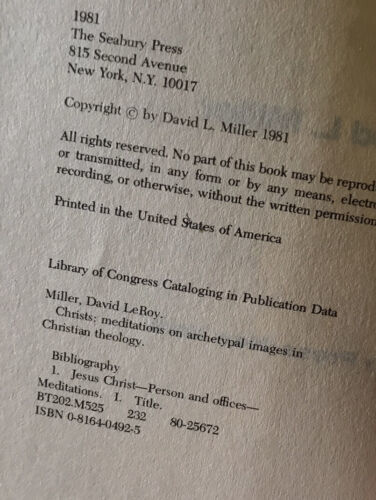 1981
The Seabury Press
815 Second Avenue
New York, N.Y. 10017
Copyright © by David L. Miller 1981
All rights reserved. No part of this book may be reprod
or transmitted, in any form or by any means, electro
recording, or otherwise, without the written permission
Printed in the United States of America
Library of Congress Cataloging in Publication Data
Miller, David LeRoy.
Christs: meditations on archetypal images in
Christian theology.
Bibliography
1. Jesus Christ—Person and offices—
Meditations. I. Title.
BT202.M525 232 80-25672
ISBN 0-8164-0492-5